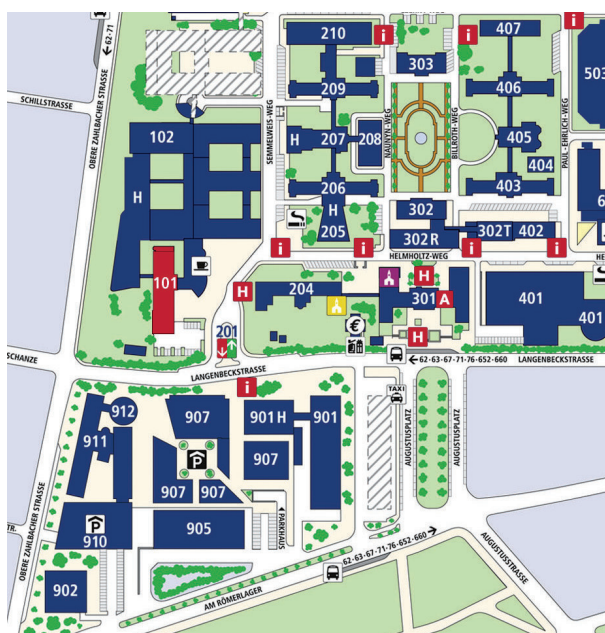 ←62-71
SCHILLSTRASSE
OBERE ZAHLBACHER STRASSE
102
H
101
SEMMELWEIS-WEG
210
i
209
H
207
208
206
H
205
i
i
NAUNYN-WEG
303
BILLROTH-WEG
302
302 R
407
i
406
405
404
403
302T
402
i
i
PAUL-EHRLICH-WEG
503
6
HELMHOLTZ-WEG
HE
H
204
H
301
A
H
€
401
401
201
SCHANZE
LANGENBECKSTRASSE
←62-63-67-71-76-652-660
LANGENBECKSTRASSE
i
TAXI
912
911
P
910
902
907
P
907
907
901 H
907
901
905
PARKHAUS
AUGUSTUSPLATZ
AUGUSTUSPLATZ
OBERE ZAHLBACHER STRASSE
TR.
62-63-67-71-76-652-660→
AUGUSTUSSTRASSE
AM RÖMERLAGER